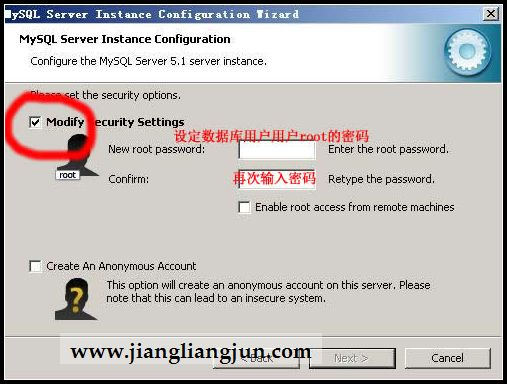 MySQL Server Instance Configuration Wizard
MySQL Server Instance Configuration
Configure the MySQL Server 5.1 server instance.
Please set the security options.
Modify Security Settings
设定数据库用户用户root的密码
New root password:
Enter the root password.
root
Confirm:
再次输入密码
Retype the password.
Enable root access from remote machines
Create An Anonymous Account
This option will create an anonymous account on this server. Please
note that this can lead to an insecure system.
www.jiangliangjun.com
< Back
Next >
Cancel